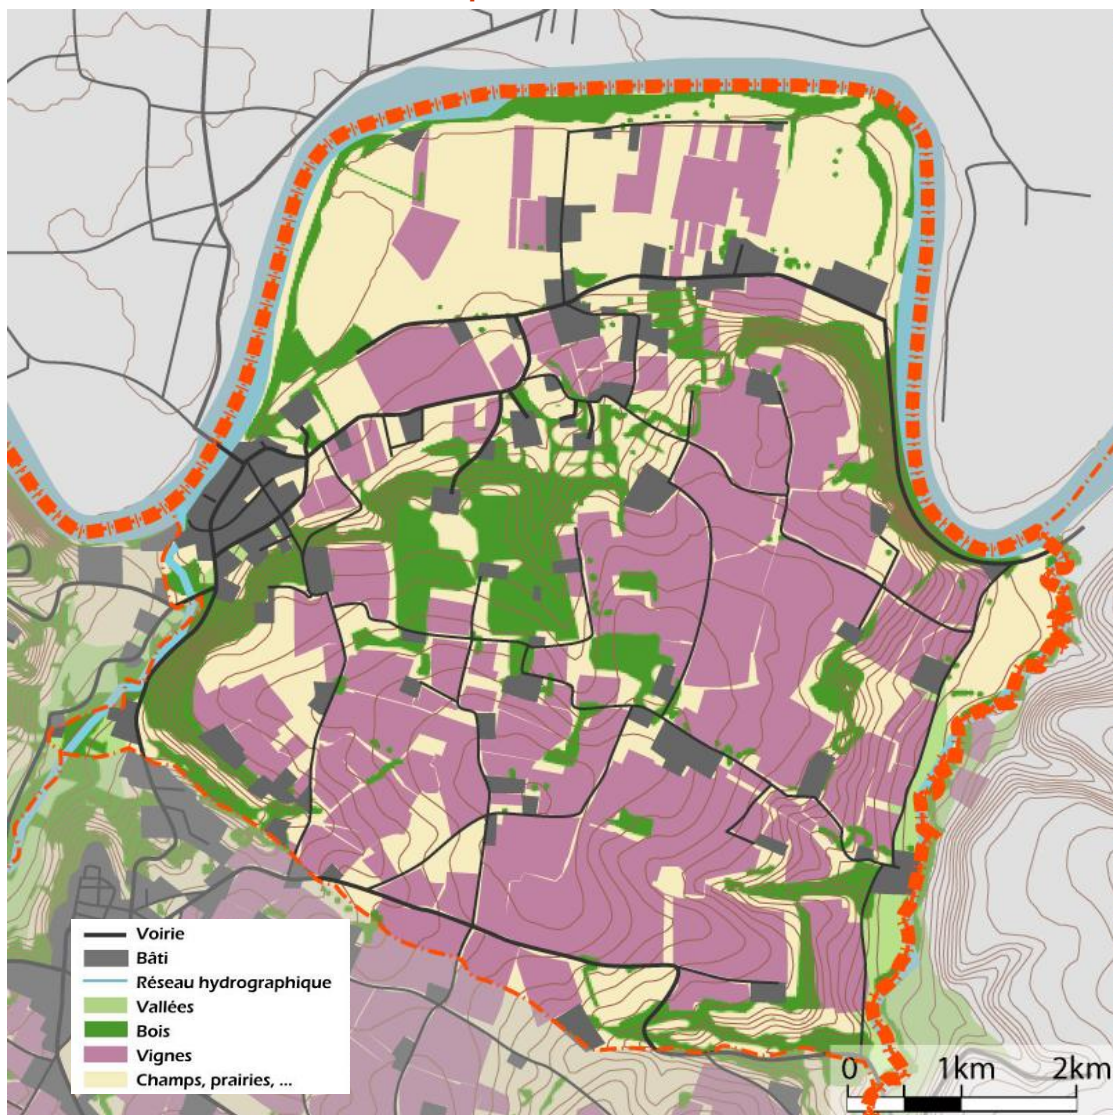 Voirie
Bâti
Réseau hydrographique
Vallées
Bois
Vignes
Champs, prairies, ...
0 1km 2km